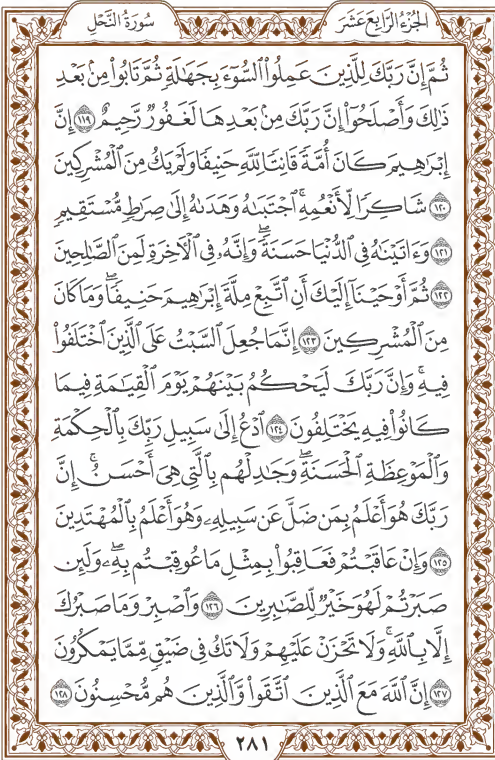 الجُزْءُ الرَّابِعَ عَشَرَ
سُورَةُ النَّحْلِ
ثُمَّ إِنَّ رَبَّكَ لِلَّذِينَ عَمِلُوا۟ ٱلسُّوٓءَ بِجَهَـٰلَةٍ ثُمَّ تَابُوا۟ مِنۢ بَعْدِ
ذَٰلِكَ وَأَصْلَحُوٓا۟ إِنَّ رَبَّكَ مِنۢ بَعْدِهَا لَغَفُورٌ رَّحِيمٌ ١١٩ إِنَّ
إِبْرَٰهِيمَ كَانَ أُمَّةً قَانِتًا لِّلَّهِ حَنِيفًا وَلَمْ يَكُ مِنَ ٱلْمُشْرِكِينَ
١٢٠ شَاكِرًا لِّأَنْعُمِهِ ۚ ٱجْتَبَىٰهُ وَهَدَىٰهُ إِلَىٰ صِرَٰطٍ مُّسْتَقِيمٍ
١٢١ وَءَاتَيْنَـٰهُ فِى ٱلدُّنْيَا حَسَنَةً ۖ وَإِنَّهُۥ فِى ٱلْـَٔاخِرَةِ لَمِنَ ٱلصَّـٰلِحِينَ
١٢٢ ثُمَّ أَوْحَيْنَآ إِلَيْكَ أَنِ ٱتَّبِعْ مِلَّةَ إِبْرَٰهِيمَ حَنِيفًا ۖ وَمَا كَانَ
مِنَ ٱلْمُشْرِكِينَ ١٢٣ إِنَّمَا جُعِلَ ٱلسَّبْتُ عَلَى ٱلَّذِينَ ٱخْتَلَفُوا۟
فِيهِ ۚ وَإِنَّ رَبَّكَ لَيَحْكُمُ بَيْنَهُمْ يَوْمَ ٱلْقِيَـٰمَةِ فِيمَا
كَانُوا۟ فِيهِ يَخْتَلِفُونَ ١٢٤ ٱدْعُ إِلَىٰ سَبِيلِ رَبِّكَ بِٱلْحِكْمَةِ
وَٱلْمَوْعِظَةِ ٱلْحَسَنَةِ ۖ وَجَـٰدِلْهُم بِٱلَّتِى هِىَ أَحْسَنُ ۚ إِنَّ
رَبَّكَ هُوَ أَعْلَمُ بِمَن ضَلَّ عَن سَبِيلِهِۦ وَهُوَ أَعْلَمُ بِٱلْمُهْتَدِينَ
١٢٥ وَإِنْ عَاقَبْتُمْ فَعَاقِبُوا۟ بِمِثْلِ مَا عُوقِبْتُم بِهِۦ ۖ وَلَئِن
صَبَرْتُمْ لَهُوَ خَيْرٌ لِّلصَّـٰبِرِينَ ١٢٦ وَٱصْبِرْ وَمَا صَبْرُكَ
إِلَّا بِٱللَّهِ ۚ وَلَا تَحْزَنْ عَلَيْهِمْ وَلَا تَكُ فِى ضَيْقٍ مِّمَّا يَمْكُرُونَ
١٢٧ إِنَّ ٱللَّهَ مَعَ ٱلَّذِينَ ٱتَّقَوا۟ وَّٱلَّذِينَ هُم مُّحْسِنُونَ ١٢٨
٢٨١